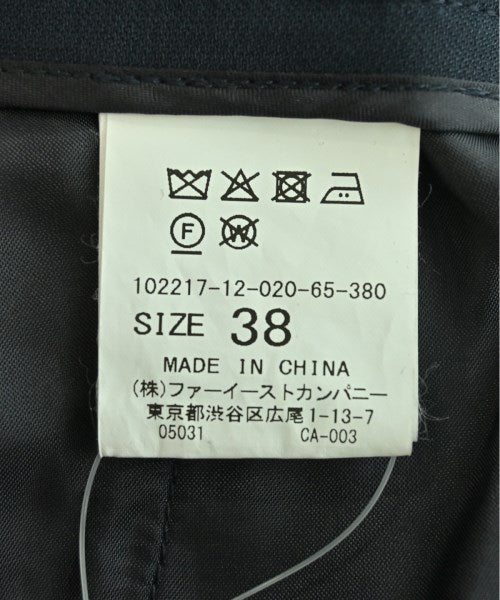 F W
102217-12-020-65-380
SIZE 38
MADE IN CHINA
(株)ファーイーストカンパニー
東京都渋谷区広尾1-13-7
05031 CA-003